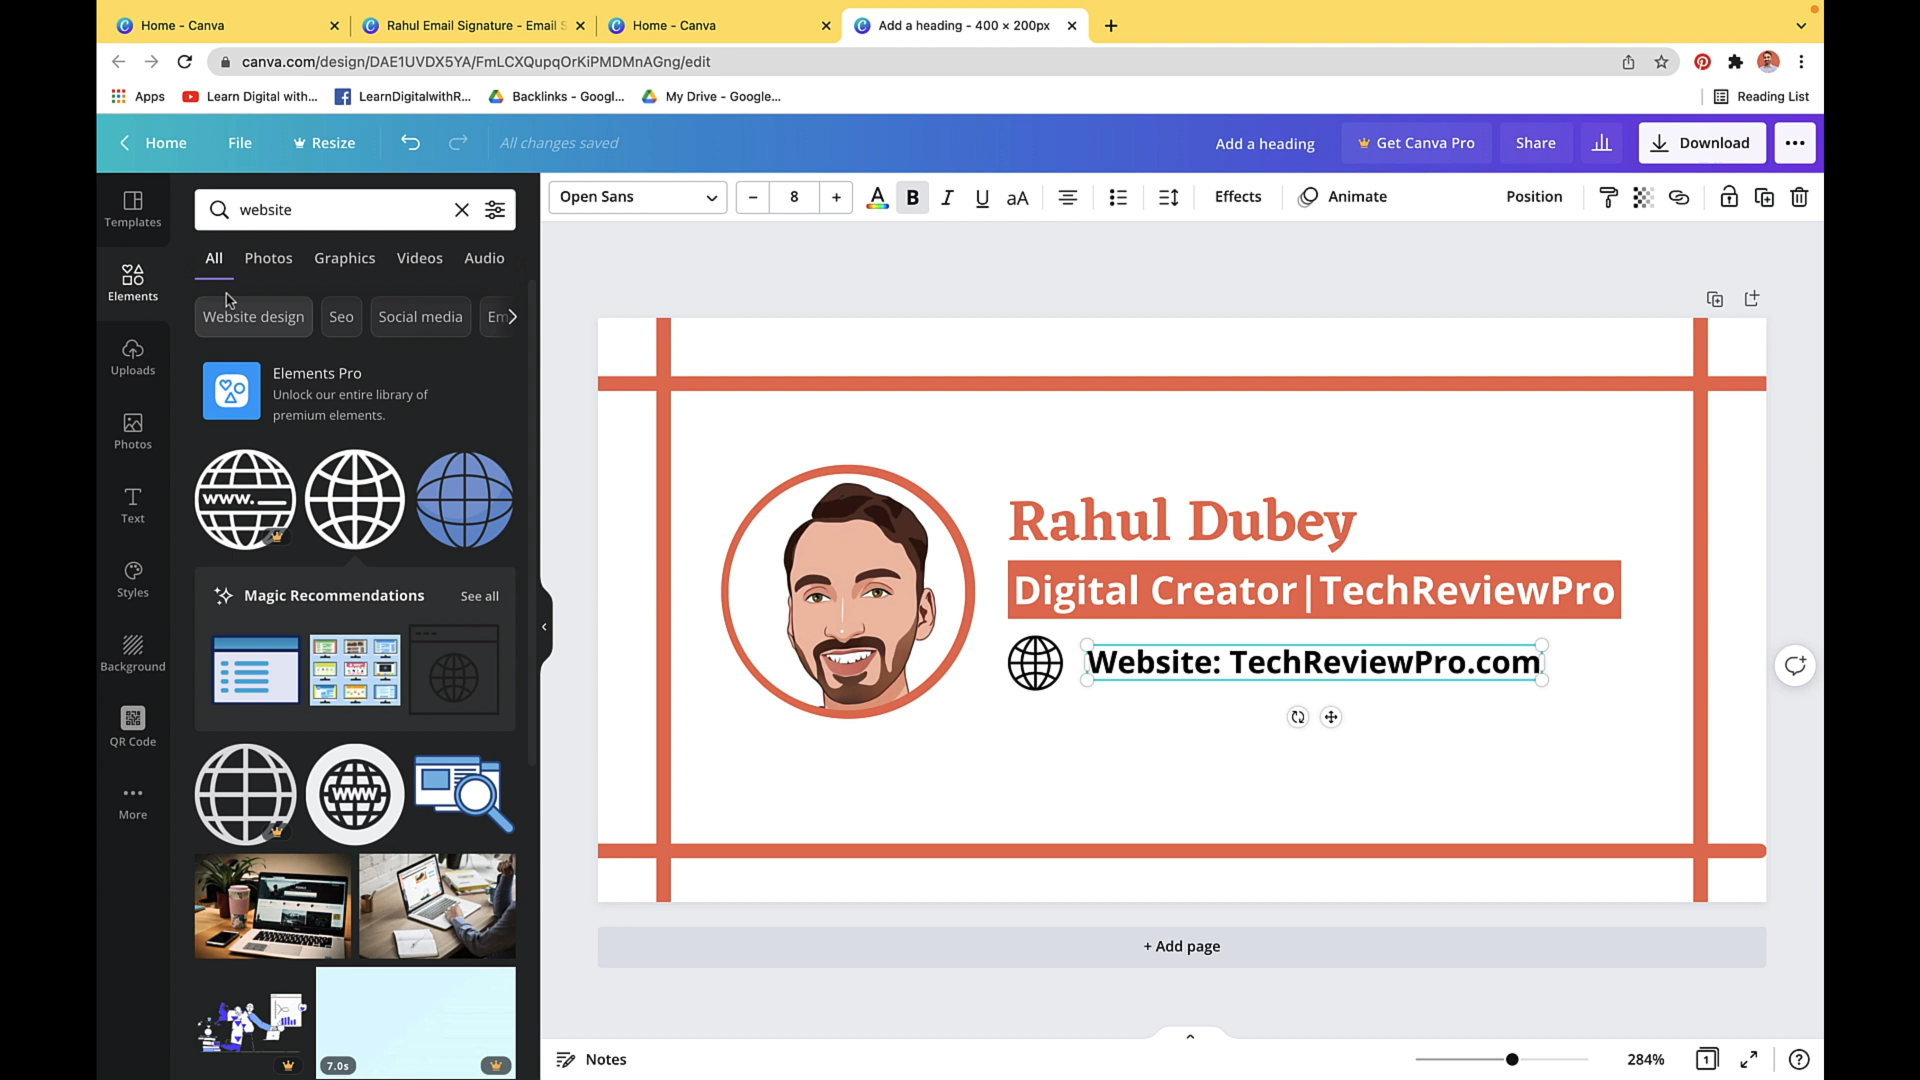 Home - Canva
Rahul Email Signature - Email S
Home - Canva
Add a heading - 400 × 200px
canva.com/design/DAE1UVDX5YA/FmLCXQupqOrKiPMDMnAGng/edit
Apps
Learn Digital with...
LearnDigitalwithR...
Backlinks - Googl...
My Drive - Google...
Reading List
Home
File
Resize
All changes saved
Add a heading
Get Canva Pro
Share
Download
Templates
Elements
Uploads
Photos
Text
Styles
Background
QR Code
More
website
All
Photos
Graphics
Videos
Audio
Website design
Seo
Social media
Em
Elements Pro
Unlock our entire library of
premium elements.
www.
Magic Recommendations
See all
WWW
7.0s
Open Sans
8
B
I
U
aA
Effects
Animate
Position
Rahul Dubey
Digital Creator|TechReviewPro
Website: TechReviewPro.com
+ Add page
Notes
284%
1